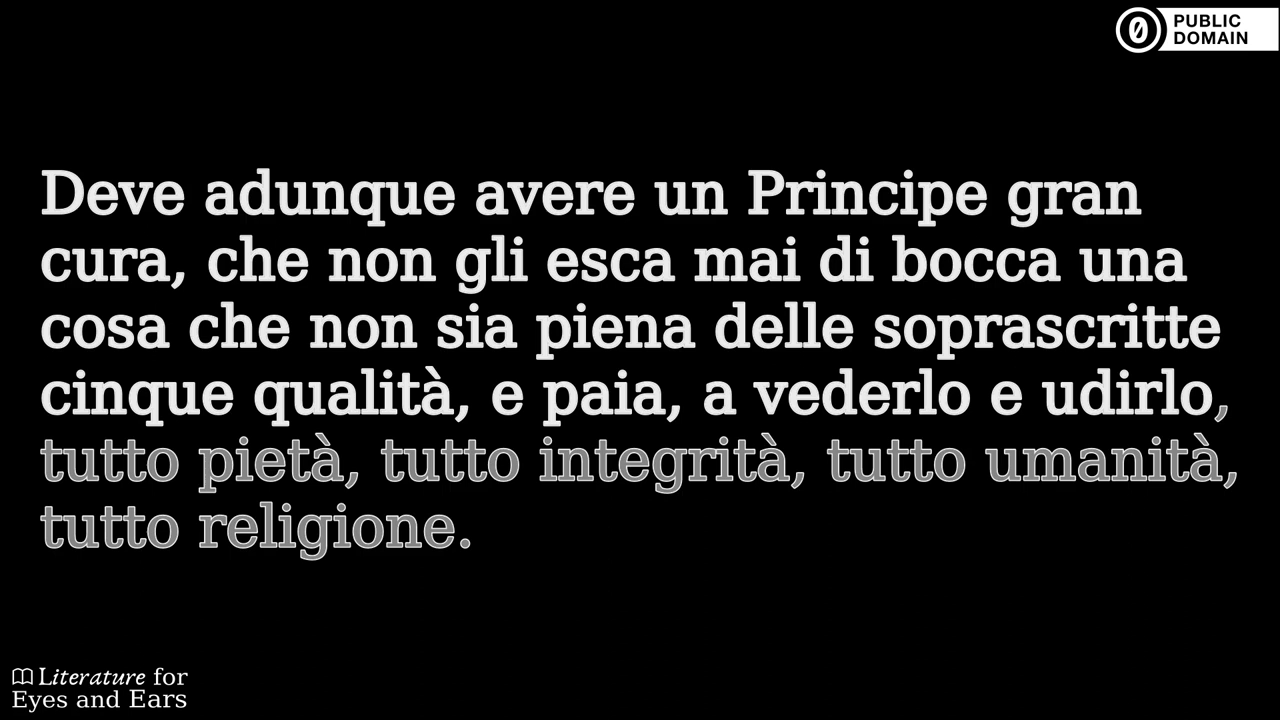 PUBLIC
DOMAIN
Deve adunque avere un Principe gran
cura, che non gli esca mai di bocca una
cosa che non sia piena delle soprascritte
cinque qualità, e paia, a vederlo e udirlo,
tutto pietà, tutto integrità, tutto umanità,
tutto religione.
Literature for
Eyes and Ears